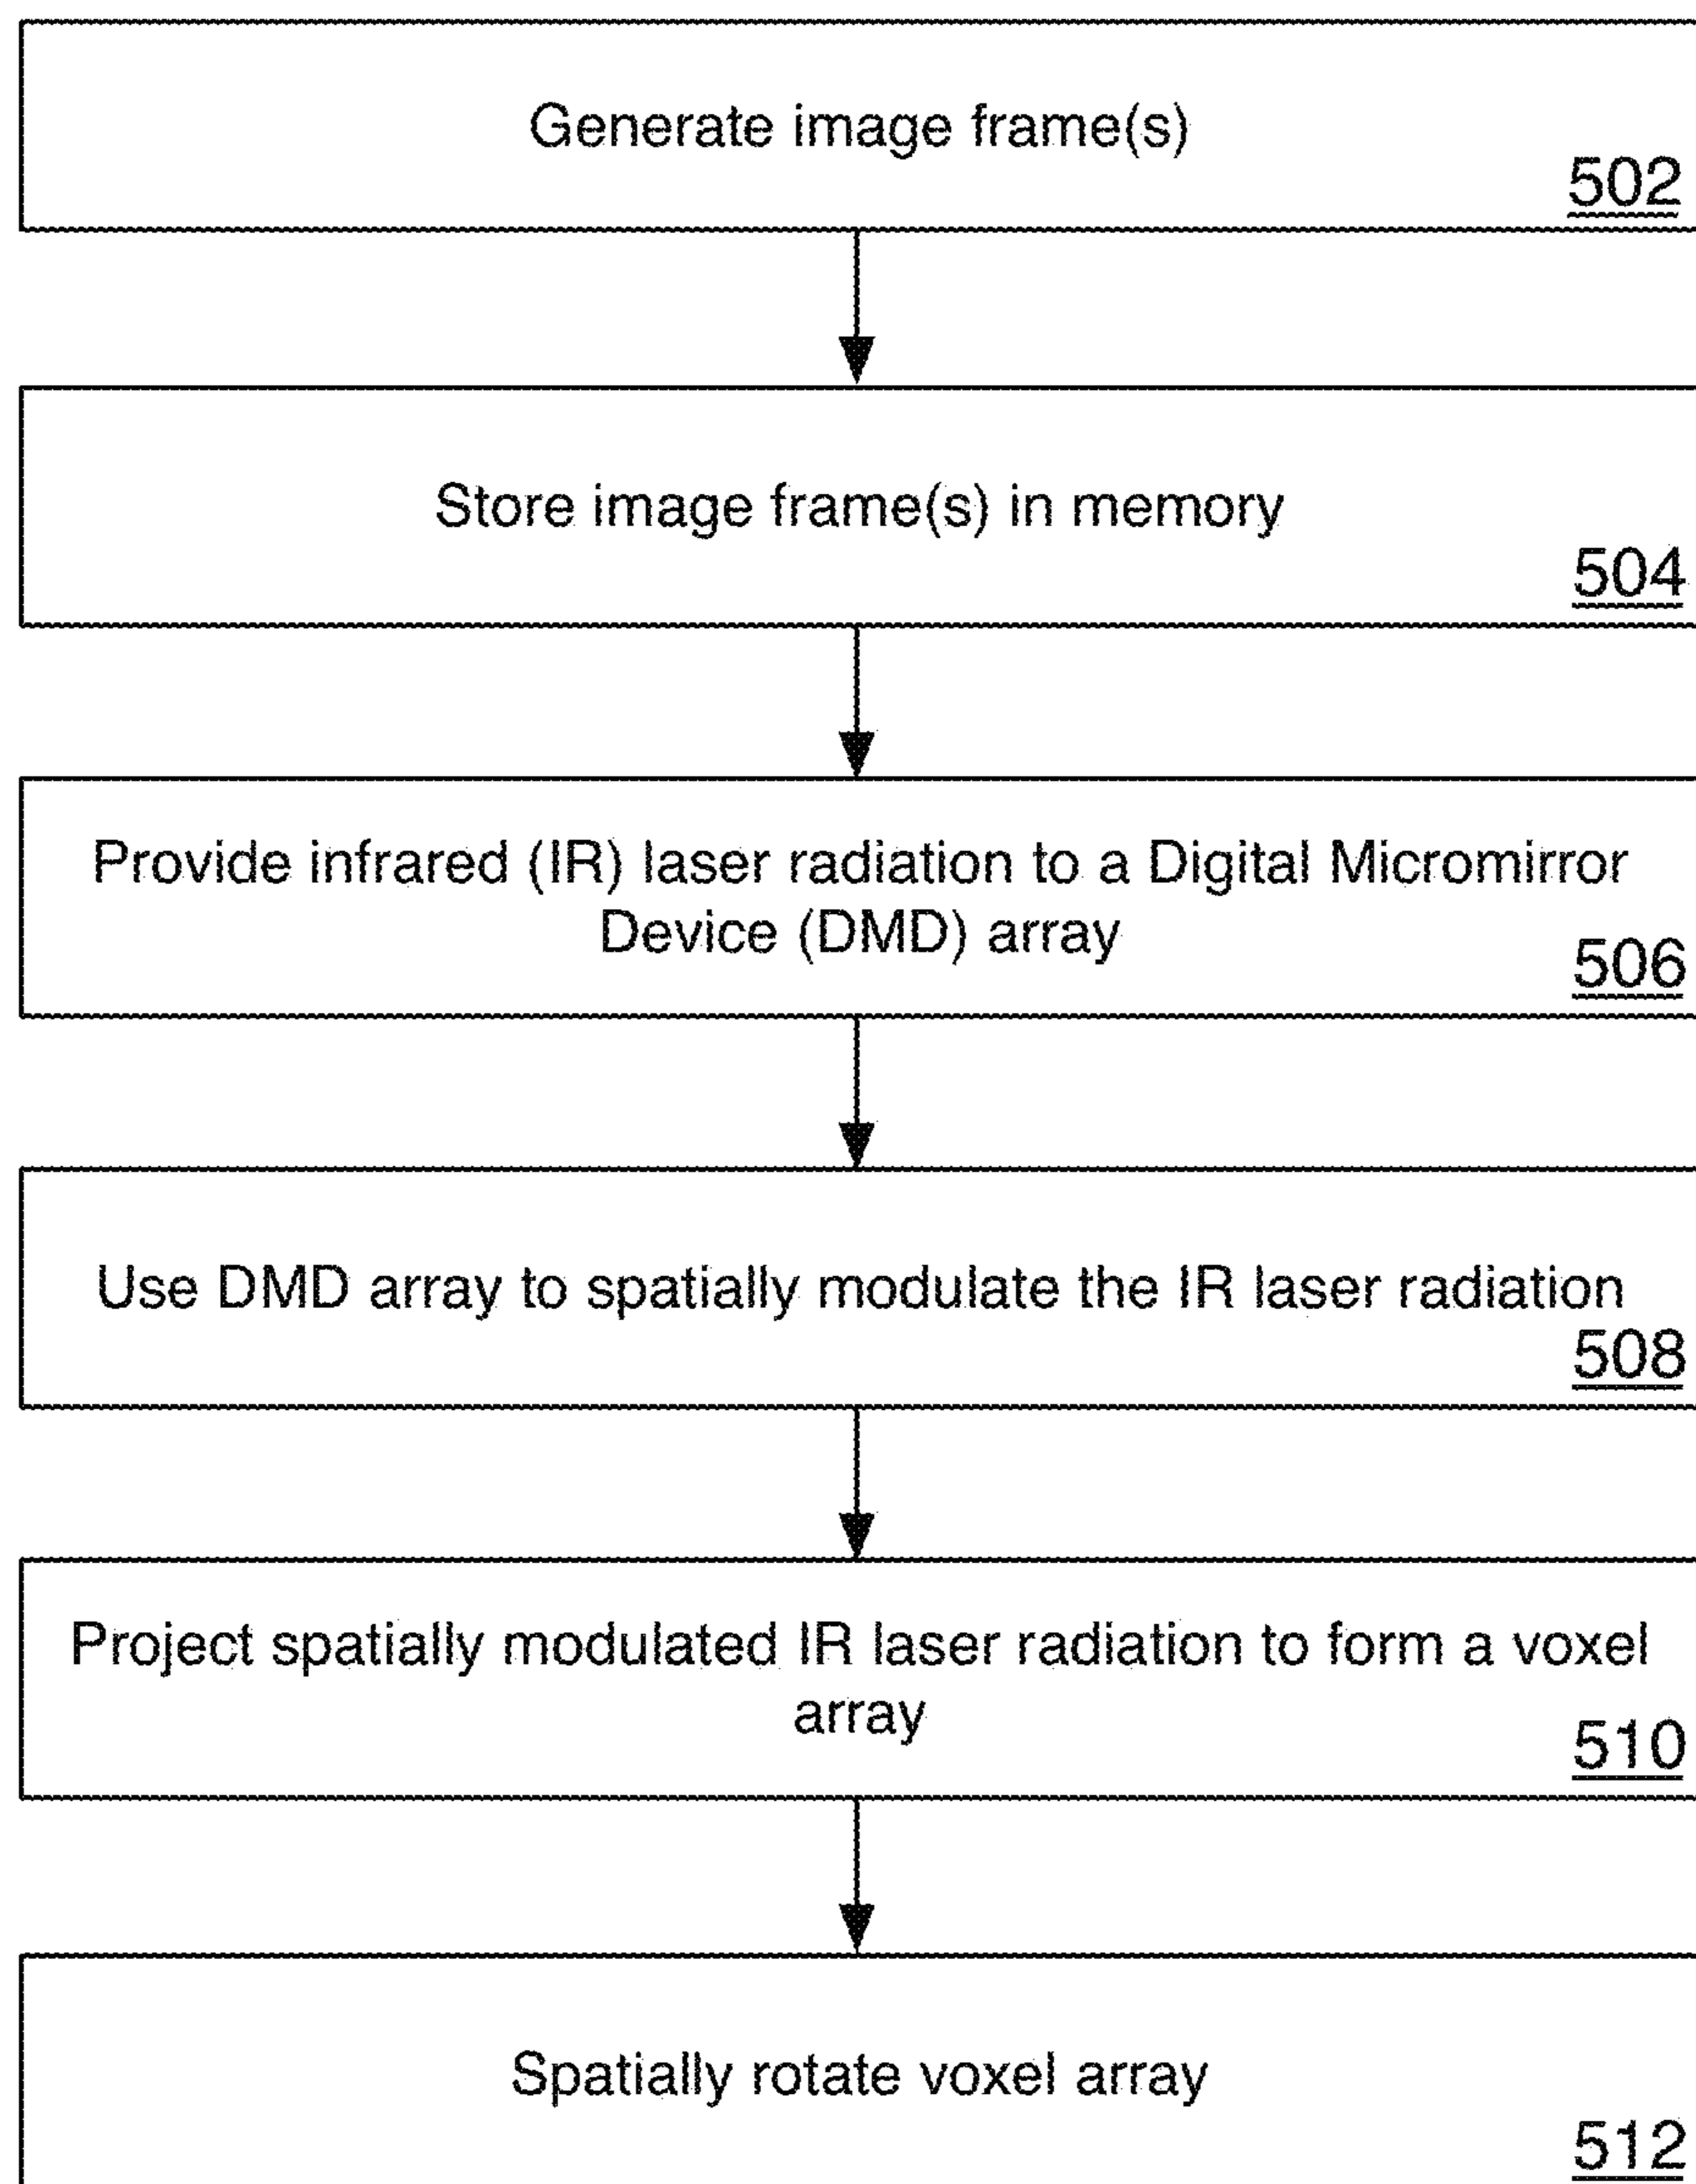 Generate image frame(s)
502
Store image frame(s) in memory
504
Provide infrared (IR) laser radiation to a Digital Micromirror
Device (DMD) array
506
Use DMD array to spatially modulate the IR laser radiation
508
Project spatially modulated IR laser radiation to form a voxel
array
510
Spatially rotate voxel array
512